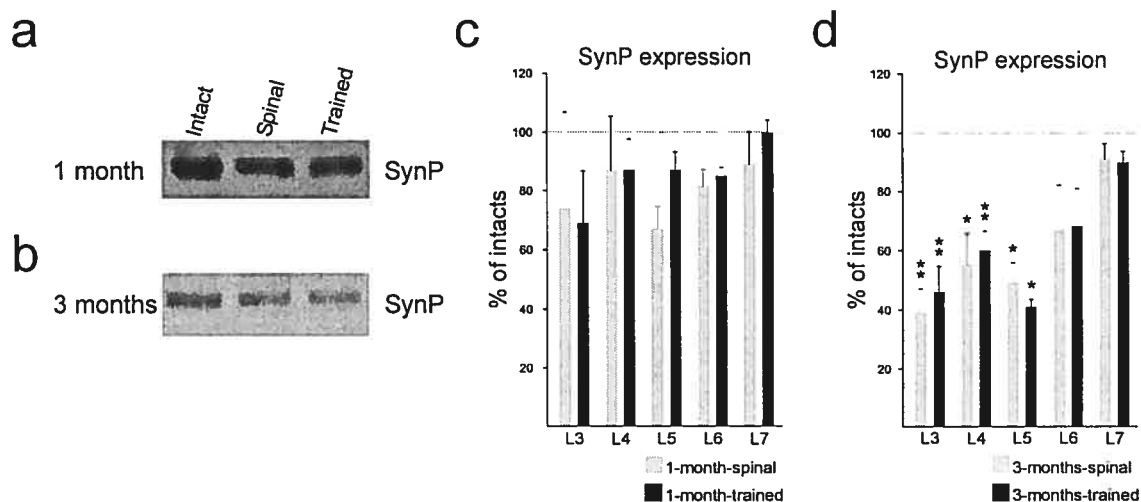 a
Intact Spinal Trained
1 month SynP
b
3 months SynP
c
SynP expression
% of intacts
120
100
80
60
40
20
L3 L4 L5 L6 L7
1-month-spinal
1-month-trained
d
SynP expression
% of intacts
120
100
80
60
40
20
** ** * ** * *
L3 L4 L5 L6 L7
3-months-spinal
3-months-trained